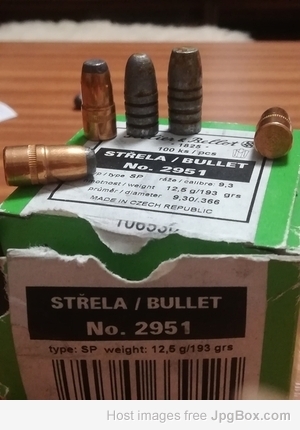 & Bellot
1825
100 ks / pcs
STŘELA / BULLET
No. 2951
typ / type SP ráže / calibre 9,3
hmotnost / weight 12,5 g/193 grs
průměr / diameter 9,30/.366
MADE IN CZECH REPUBLIC
STŘELA / BULLET
No. 2951
type: SP weight: 12,5 g/193 grs
Host images free JpgBox.com